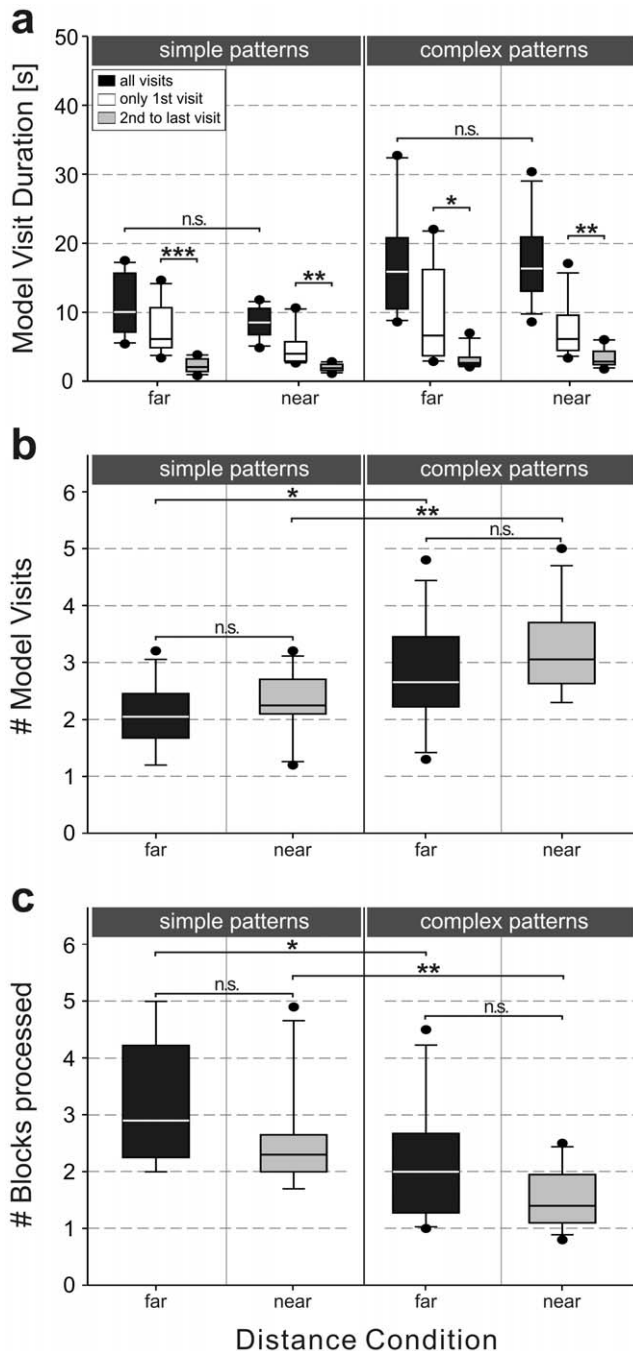 a
simple patterns complex patterns
Model Visit Duration [s]
50
40
30
20
10
0
all visits
only 1st visit
2nd to last visit
n.s.
n.s.
***
**
*
**
far near far near
b
simple patterns complex patterns
# Model Visits
6
5
4
3
2
1
0
*
**
n.s.
n.s.
far near far near
c
simple patterns complex patterns
# Blocks processed
6
5
4
3
2
1
0
*
n.s.
**
n.s.
far near far near
Distance Condition